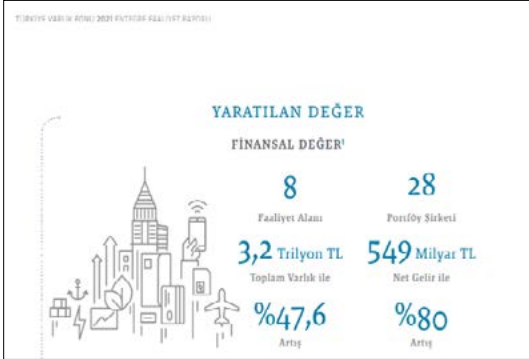 TÜRKİYE VARLIK FONU 2021 ENTEGRE FAALİYET RAPORU
YARATILAN DEĞER
FİNANSAL DEĞER¹
8
Faaliyet Alanı
28
Portföy Şirketi
3,2 Trilyon TL
Toplam Varlık ile
549 Milyar TL
Net Gelir ile
%47,6
Artış
%80
Artış